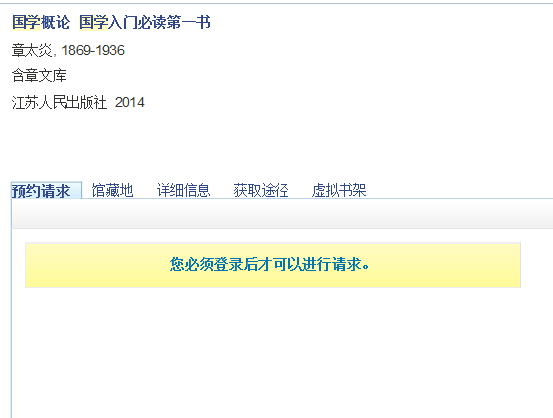 国学概论 国学入门必读第一书
章太炎, 1869-1936
含章文库
江苏人民出版社 2014
预约请求 馆藏地 详细信息 获取途径 虚拟书架
您必须登录后才可以进行请求。